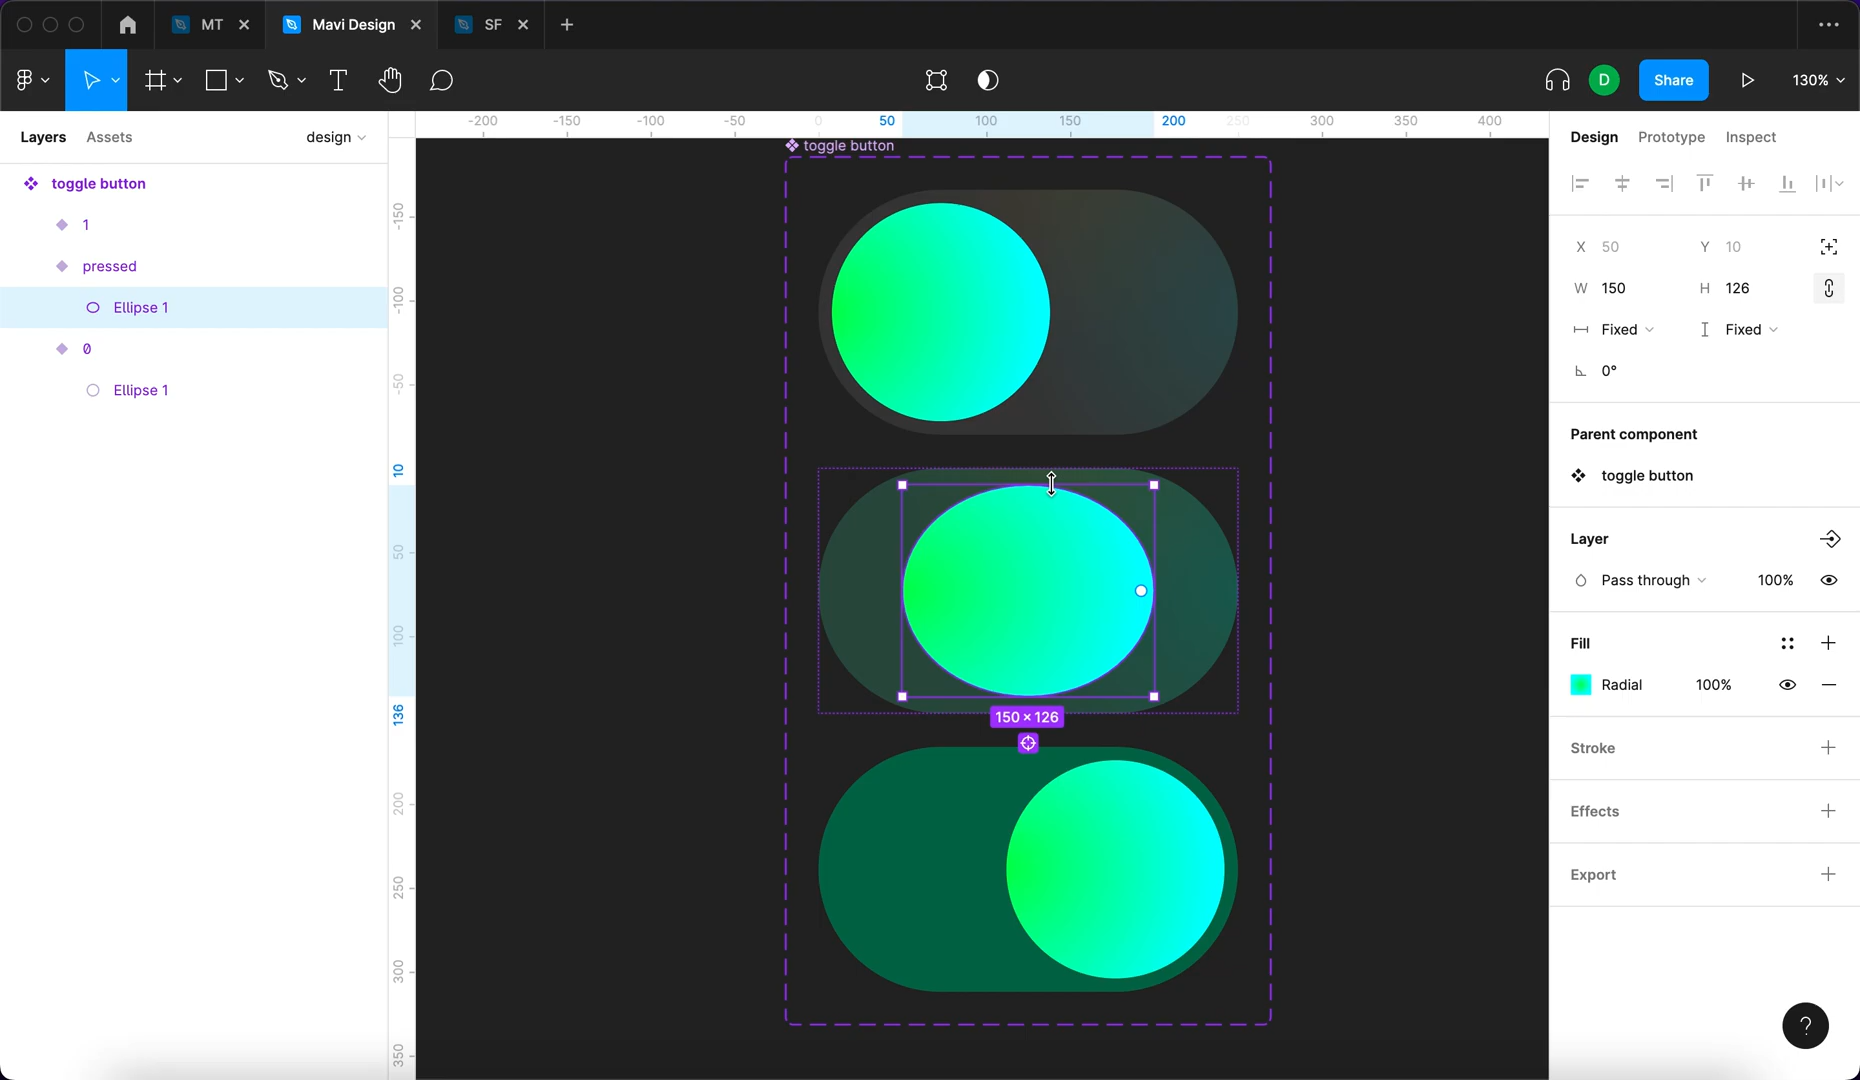 MT
Mavi Design
SF
D
Share
130%
Layers
Assets
design
toggle button
1
pressed
Ellipse 1
0
Ellipse 1
-200
-150
-100
-50
0
50
100
150
200
250
300
350
400
-150
-100
-50
10
50
100
136
200
250
300
350
toggle button
150 × 126
Design
Prototype
Inspect
X 50
Y 10
W 150
H 126
Fixed
Fixed
0°
Parent component
toggle button
Layer
Pass through
100%
Fill
Radial
100%
Stroke
Effects
Export
?